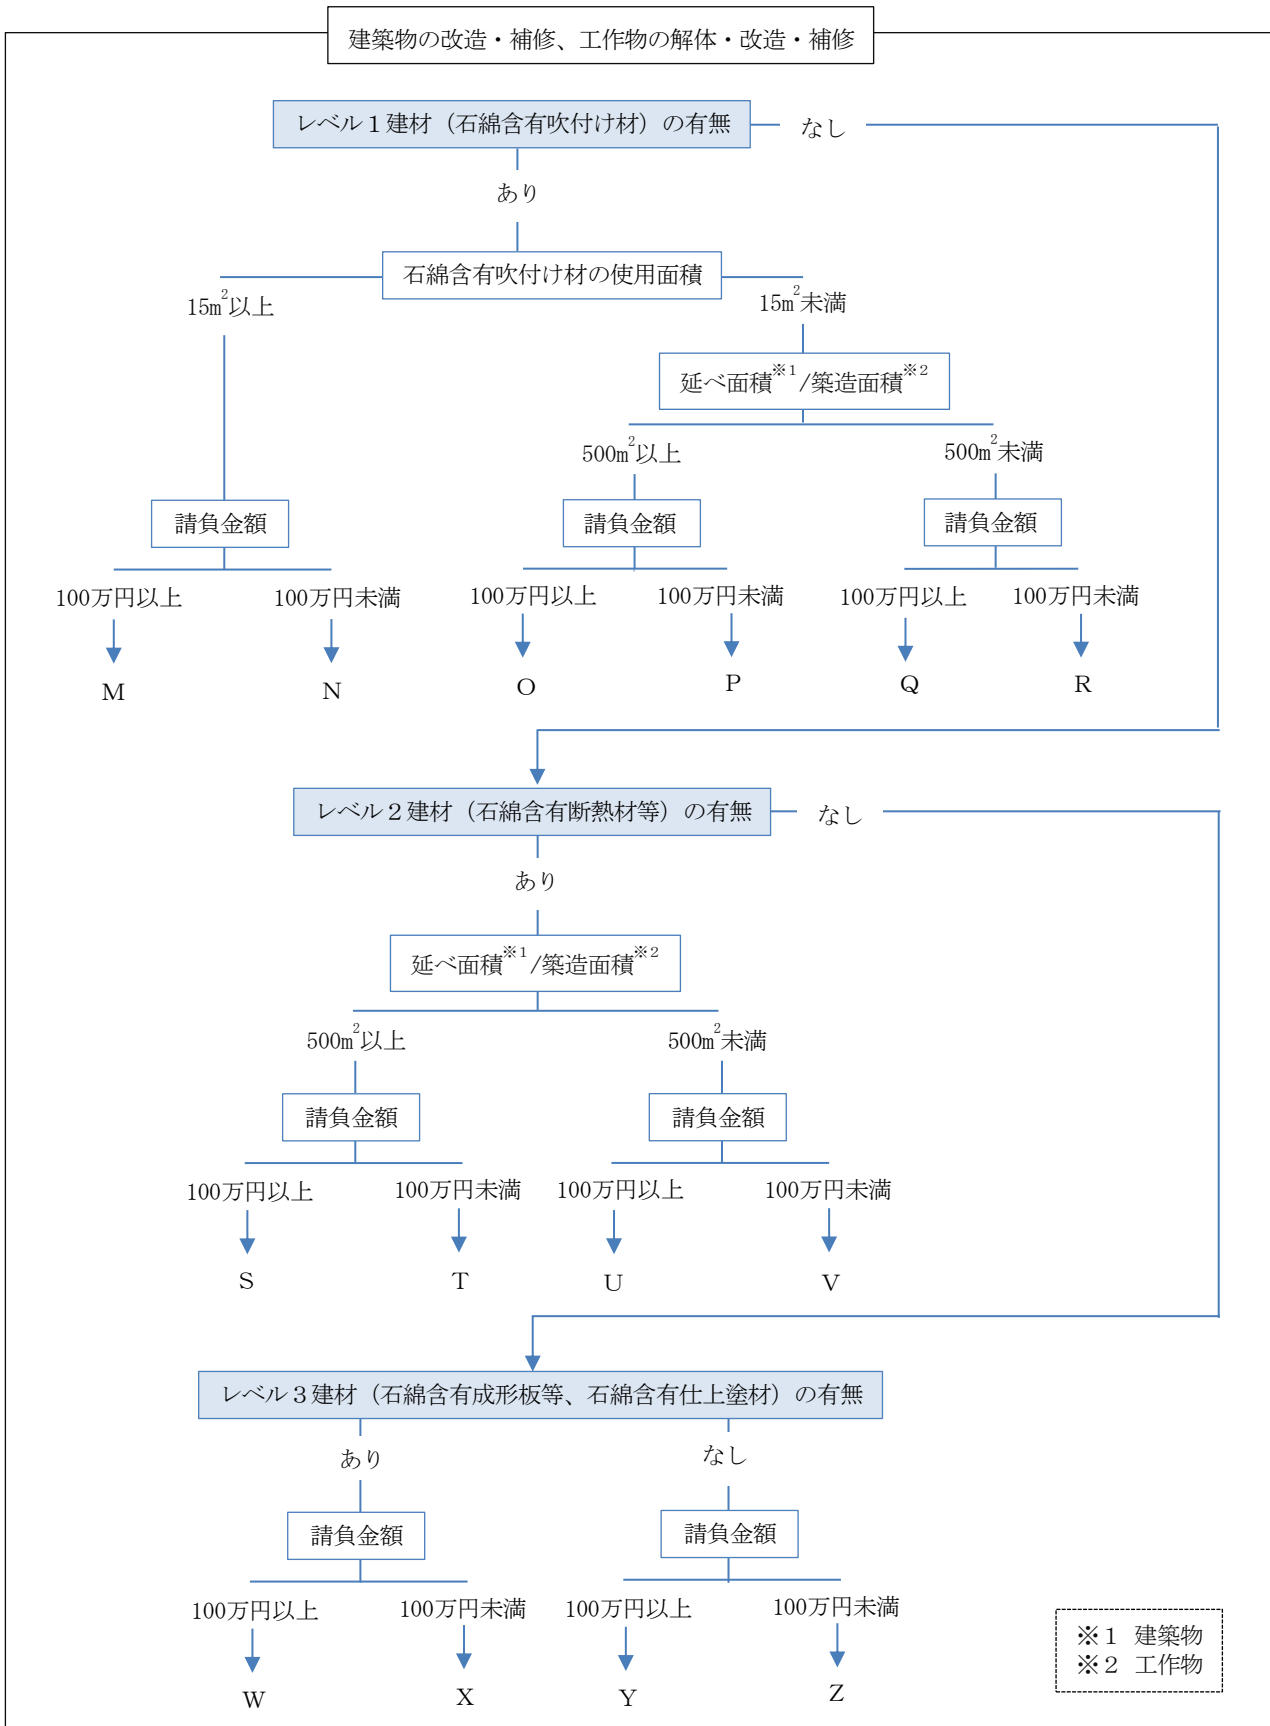 建築物の改造・補修、工作物の解体・改造・補修
レベル１建材（石綿含有吹付け材）の有無
なし
あり
石綿含有吹付け材の使用面積
15m²以上
15m²未満
延べ面積※1/築造面積※2
500m²以上
500m²未満
請負金額
請負金額
請負金額
100万円以上
100万円未満
100万円以上
100万円未満
100万円以上
100万円未満
M
N
O
P
Q
R
レベル２建材（石綿含有断熱材等）の有無
なし
あり
延べ面積※1/築造面積※2
500m²以上
500m²未満
請負金額
請負金額
100万円以上
100万円未満
100万円以上
100万円未満
S
T
U
V
レベル３建材（石綿含有成形板等、石綿含有仕上塗材）の有無
あり
なし
請負金額
請負金額
100万円以上
100万円未満
100万円以上
100万円未満
W
X
Y
Z
※１ 建築物
※２ 工作物